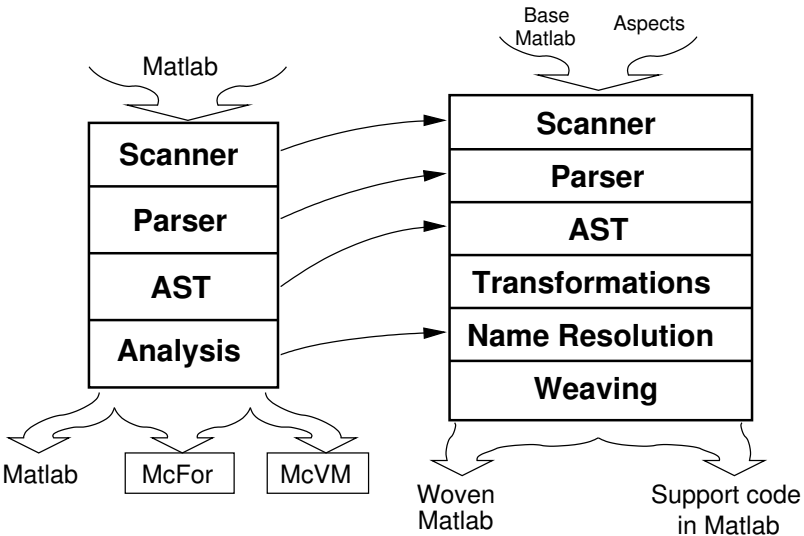 Matlab
Scanner
Parser
AST
Analysis
Matlab
McFor
McVM
Base
Matlab
Aspects
Scanner
Parser
AST
Transformations
Name Resolution
Weaving
Woven
Matlab
Support code
in Matlab